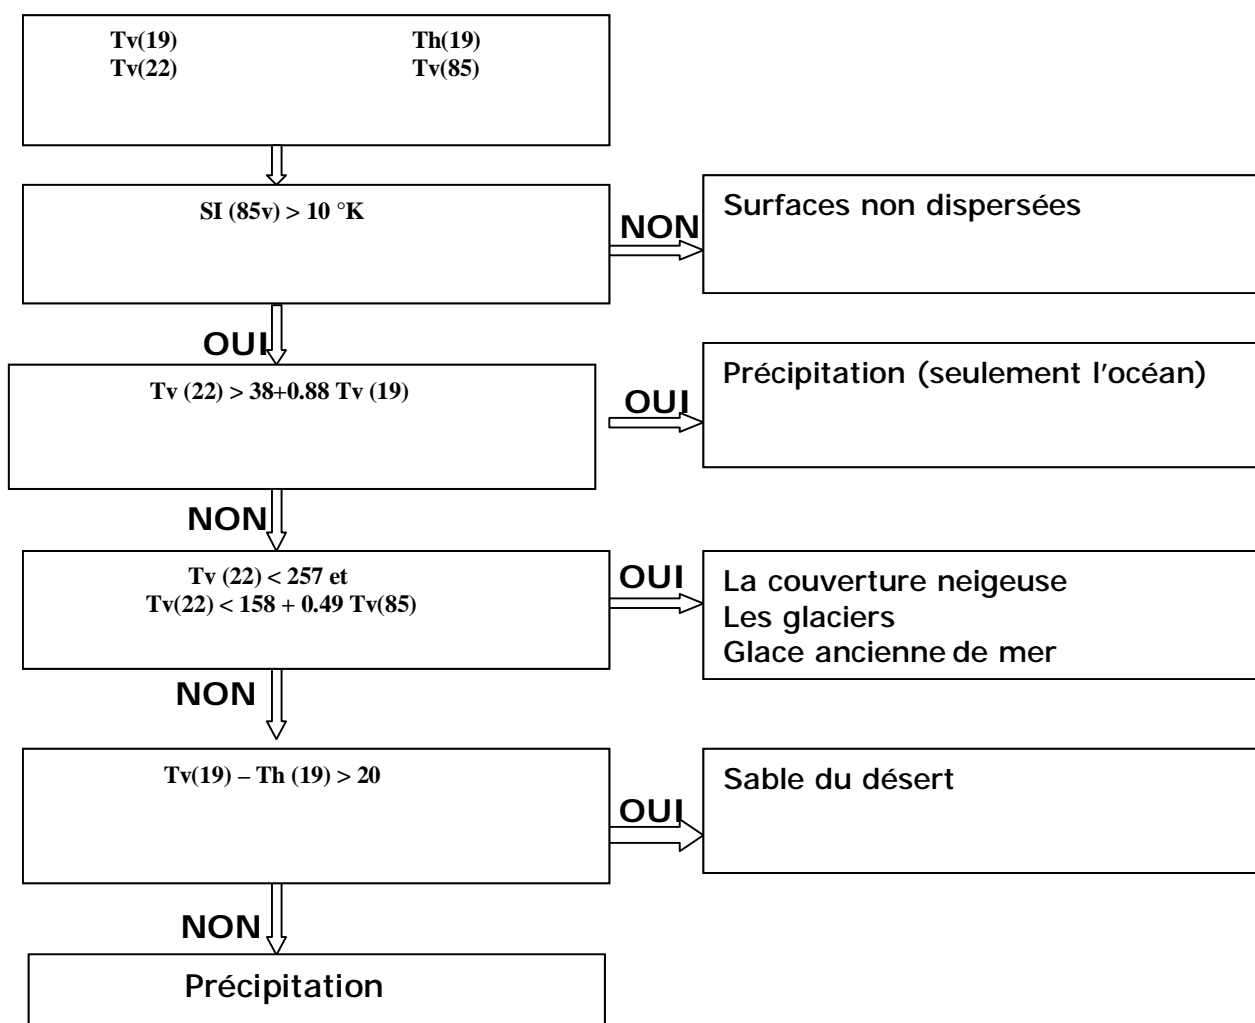 Tv(19) Th(19)
Tv(22) Tv(85)
SI (85v) > 10 °K
NON
Surfaces non dispersées
OUI
Tv (22) > 38+0.88 Tv (19)
OUI
Précipitation (seulement l'océan)
NON
Tv (22) < 257 et
Tv(22) < 158 + 0.49 Tv(85)
OUI
La couverture neigeuse
Les glaciers
Glace ancienne de mer
NON
Tv(19) – Th (19) > 20
OUI
Sable du désert
NON
Précipitation